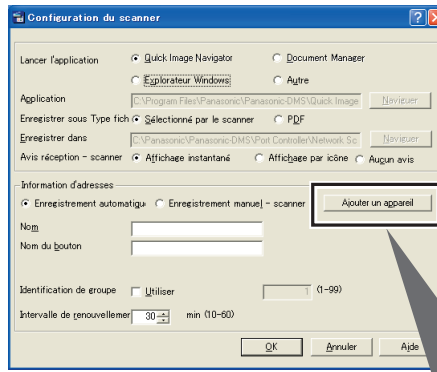 Configuration du scanner
Lancer l'application Quick Image Navigator Document Manager
Explorateur Windows Autre
Application C:\Program Files\Panasonic\Panasonic-DMS\Quick Image Naviguer
Enregistrer sous Type fich Sélectionné par le scanner PDF
Enregistrer dans C:\Panasonic\Panasonic-DMS\Port Controller\Network Sc Naviguer
Avis réception - scanner Affichage instantané Affichage par icône Aucun avis
Information d'adresses
Enregistrement automatiqu Enregistrement manuel - scanner Ajouter un appareil
Nom
Nom du bouton
Identification de groupe Utiliser 1 (1-99)
Intervalle de renouvellemer 30 min (10-60)
OK Annuler Aide